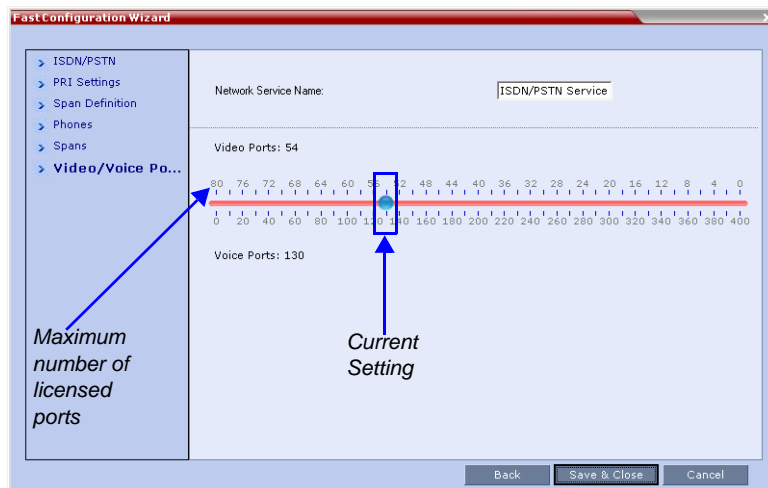 Fast Configuration Wizard
ISDN/PSTN
PRI Settings
Span Definition
Phones
Spans
Video/Voice Po...
Network Service Name:
ISDN/PSTN Service
Video Ports: 54
80 76 72 68 64 60 56 52 48 44 40 36 32 28 24 20 16 12 8 4 0
0 20 40 60 80 100 120 140 160 180 200 220 240 260 280 300 320 340 360 380 400
Voice Ports: 130
Maximum
number of
licensed
ports
Current
Setting
Back
Save & Close
Cancel